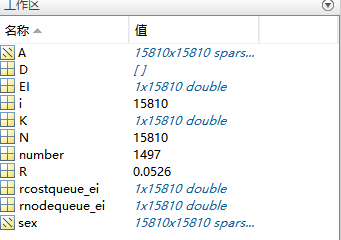 工作区
名称 值
A 15810x15810 spars...
D []
EI 1x15810 double
i 15810
K 1x15810 double
N 15810
number 1497
R 0.0526
rcostqueue_ei 1x15810 double
rnodequeue_ei 1x15810 double
sex 15810x15810 spars...